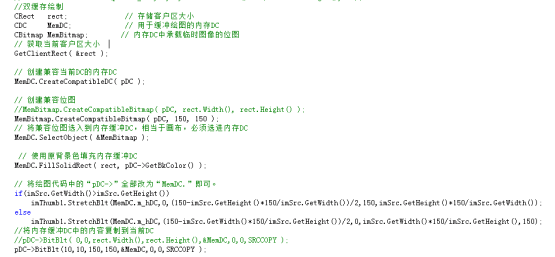 //双缓存绘制
CRect   rect;              // 存储客户区大小
CDC     MemDC;             // 用于缓冲绘图的内存DC
CBitmap MemBitmap;         // 内存DC中承载临时图像的位图
// 获取当前客户区大小
GetClientRect( &rect );
// 创建兼容当前DC的内存DC
MemDC.CreateCompatibleDC( pDC );
// 创建兼容位图
//MemBitmap.CreateCompatibleBitmap( pDC, rect.Width(), rect.Height() );
MemBitmap.CreateCompatibleBitmap( pDC, 150, 150 );
// 将兼容位图选入到内存缓冲DC，相当于画布，必须选进内存DC
MemDC.SelectObject( &MemBitmap );
// 使用原背景色填充内存缓冲DC
MemDC.FillSolidRect( rect, pDC->GetBkColor() );
// 将绘图代码中的“pDC->”全部改为“MemDC.”即可。
if(imSrc.GetWidth()>imSrc.GetHeight())
imThumbl.StretchBlt(MemDC.m_hDC,0,(150-imSrc.GetHeight()*150/imSrc.GetWidth())/2,150,imSrc.GetHeight()*150/imSrc.GetWidth());
else
imThumbl.StretchBlt(MemDC.m_hDC,(150-imSrc.GetWidth()*150/imSrc.GetHeight())/2,0,imSrc.GetWidth()*150/imSrc.GetHeight(),150);
//将内存缓冲DC中的内容复制到当前DC
//pDC->BitBlt( 0,0,rect.Width(),rect.Height(),&MemDC,0,0,SRCCOPY );
pDC->BitBlt(10,10,150,150,&MemDC,0,0,SRCCOPY );